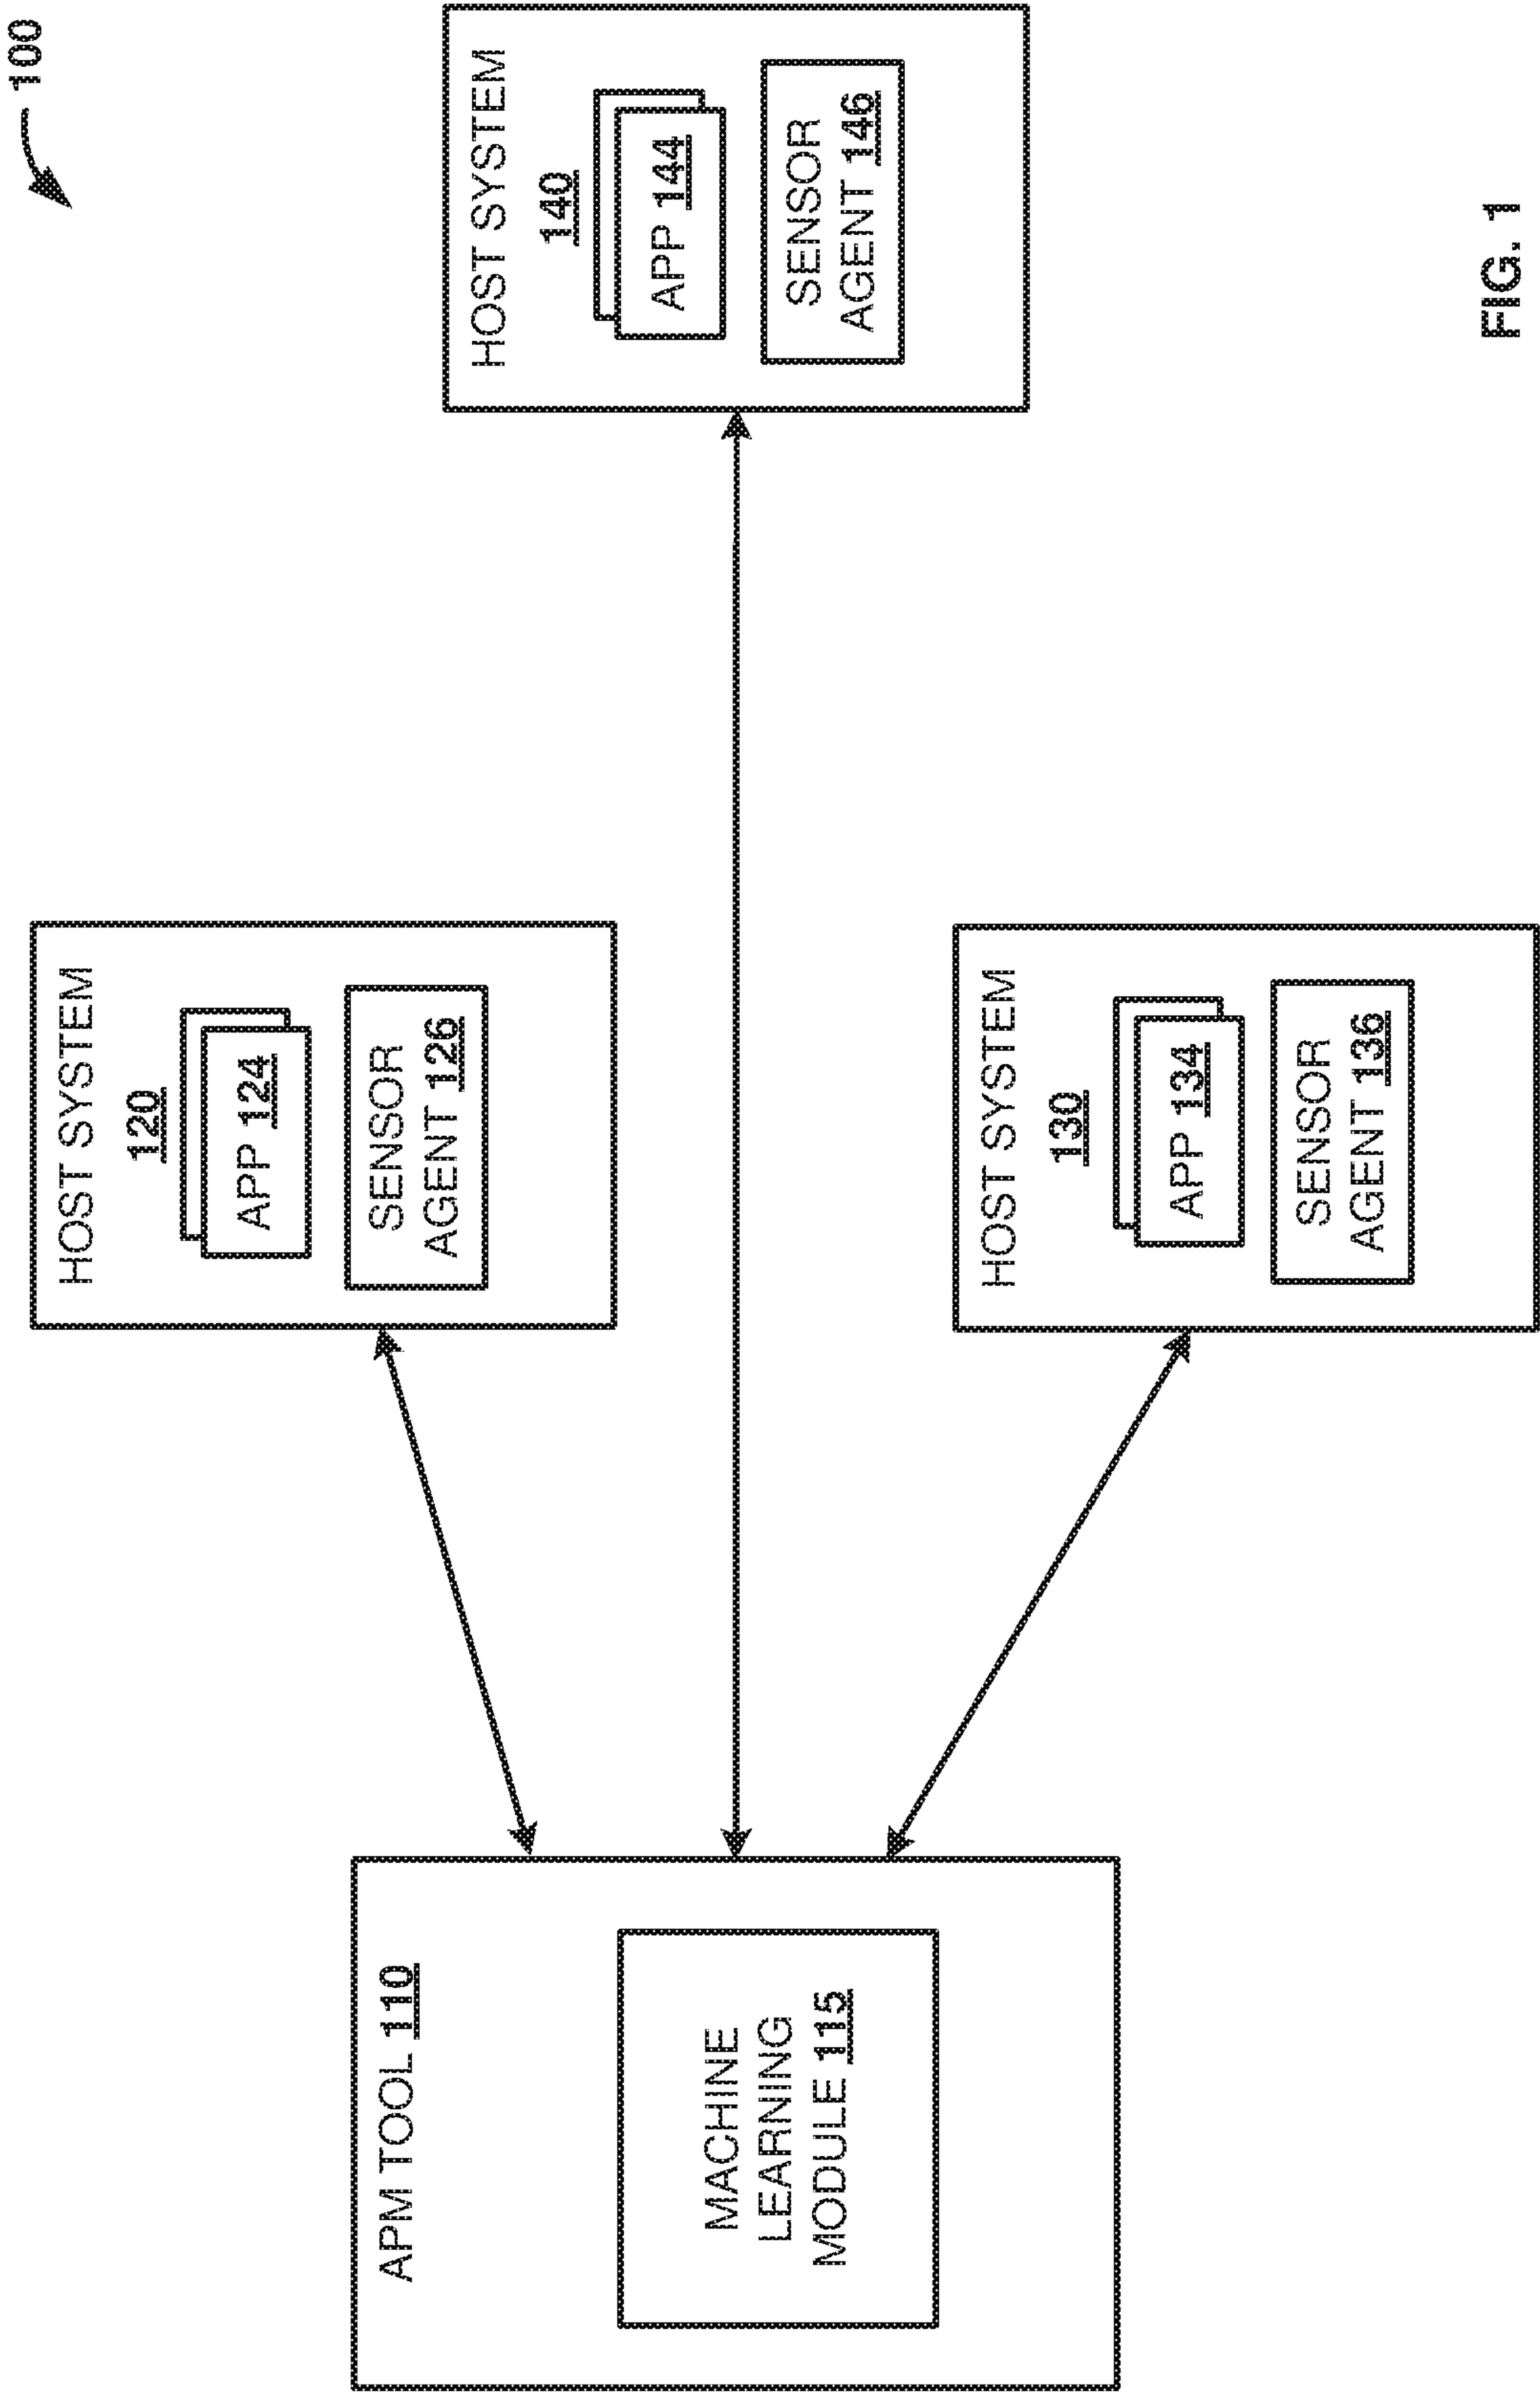 100
APM TOOL 110
MACHINE
LEARNING
MODULE 115
HOST SYSTEM
120
APP 124
SENSOR
AGENT 126
HOST SYSTEM
130
APP 134
SENSOR
AGENT 136
HOST SYSTEM
140
APP 144
SENSOR
AGENT 146
FIG. 1